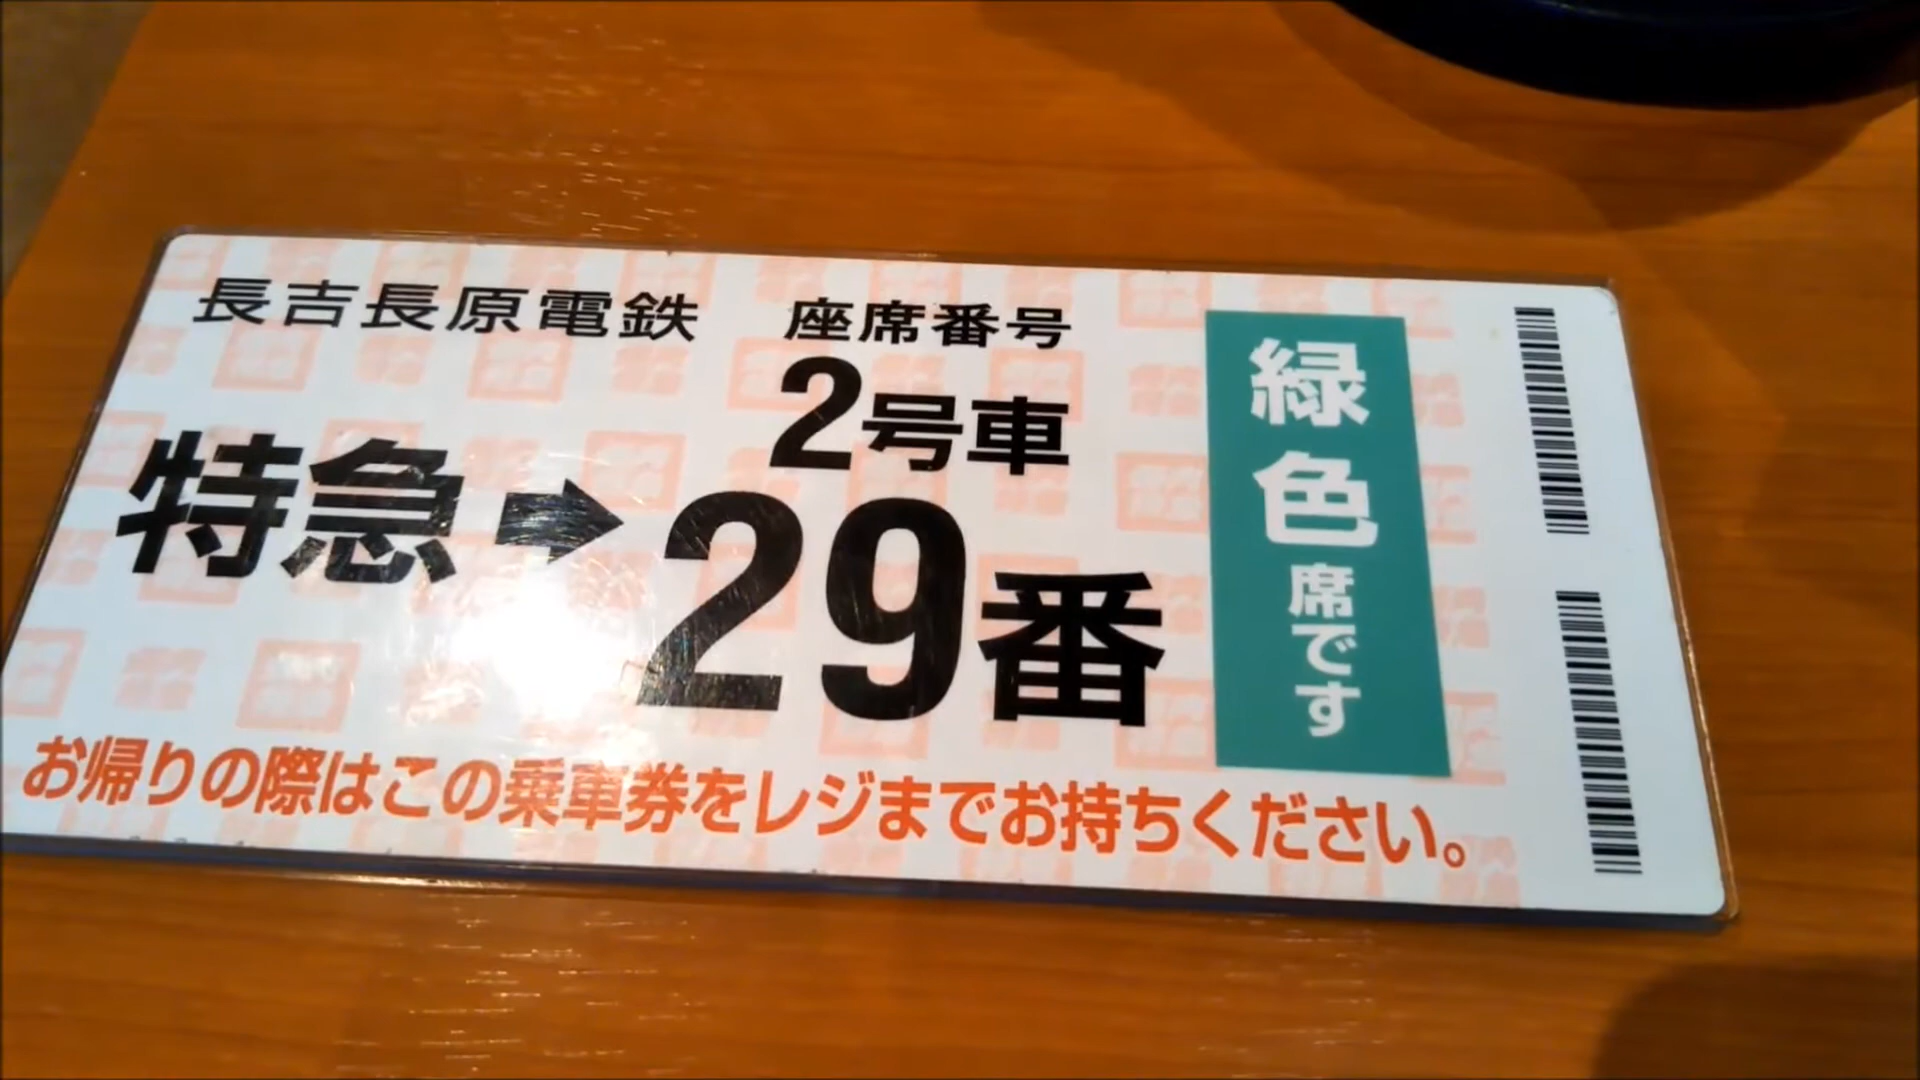 長吉長原電鉄
座席番号
2号車
特急➡29番
緑色席です
お帰りの際はこの乗車券をレジまでお持ちください。